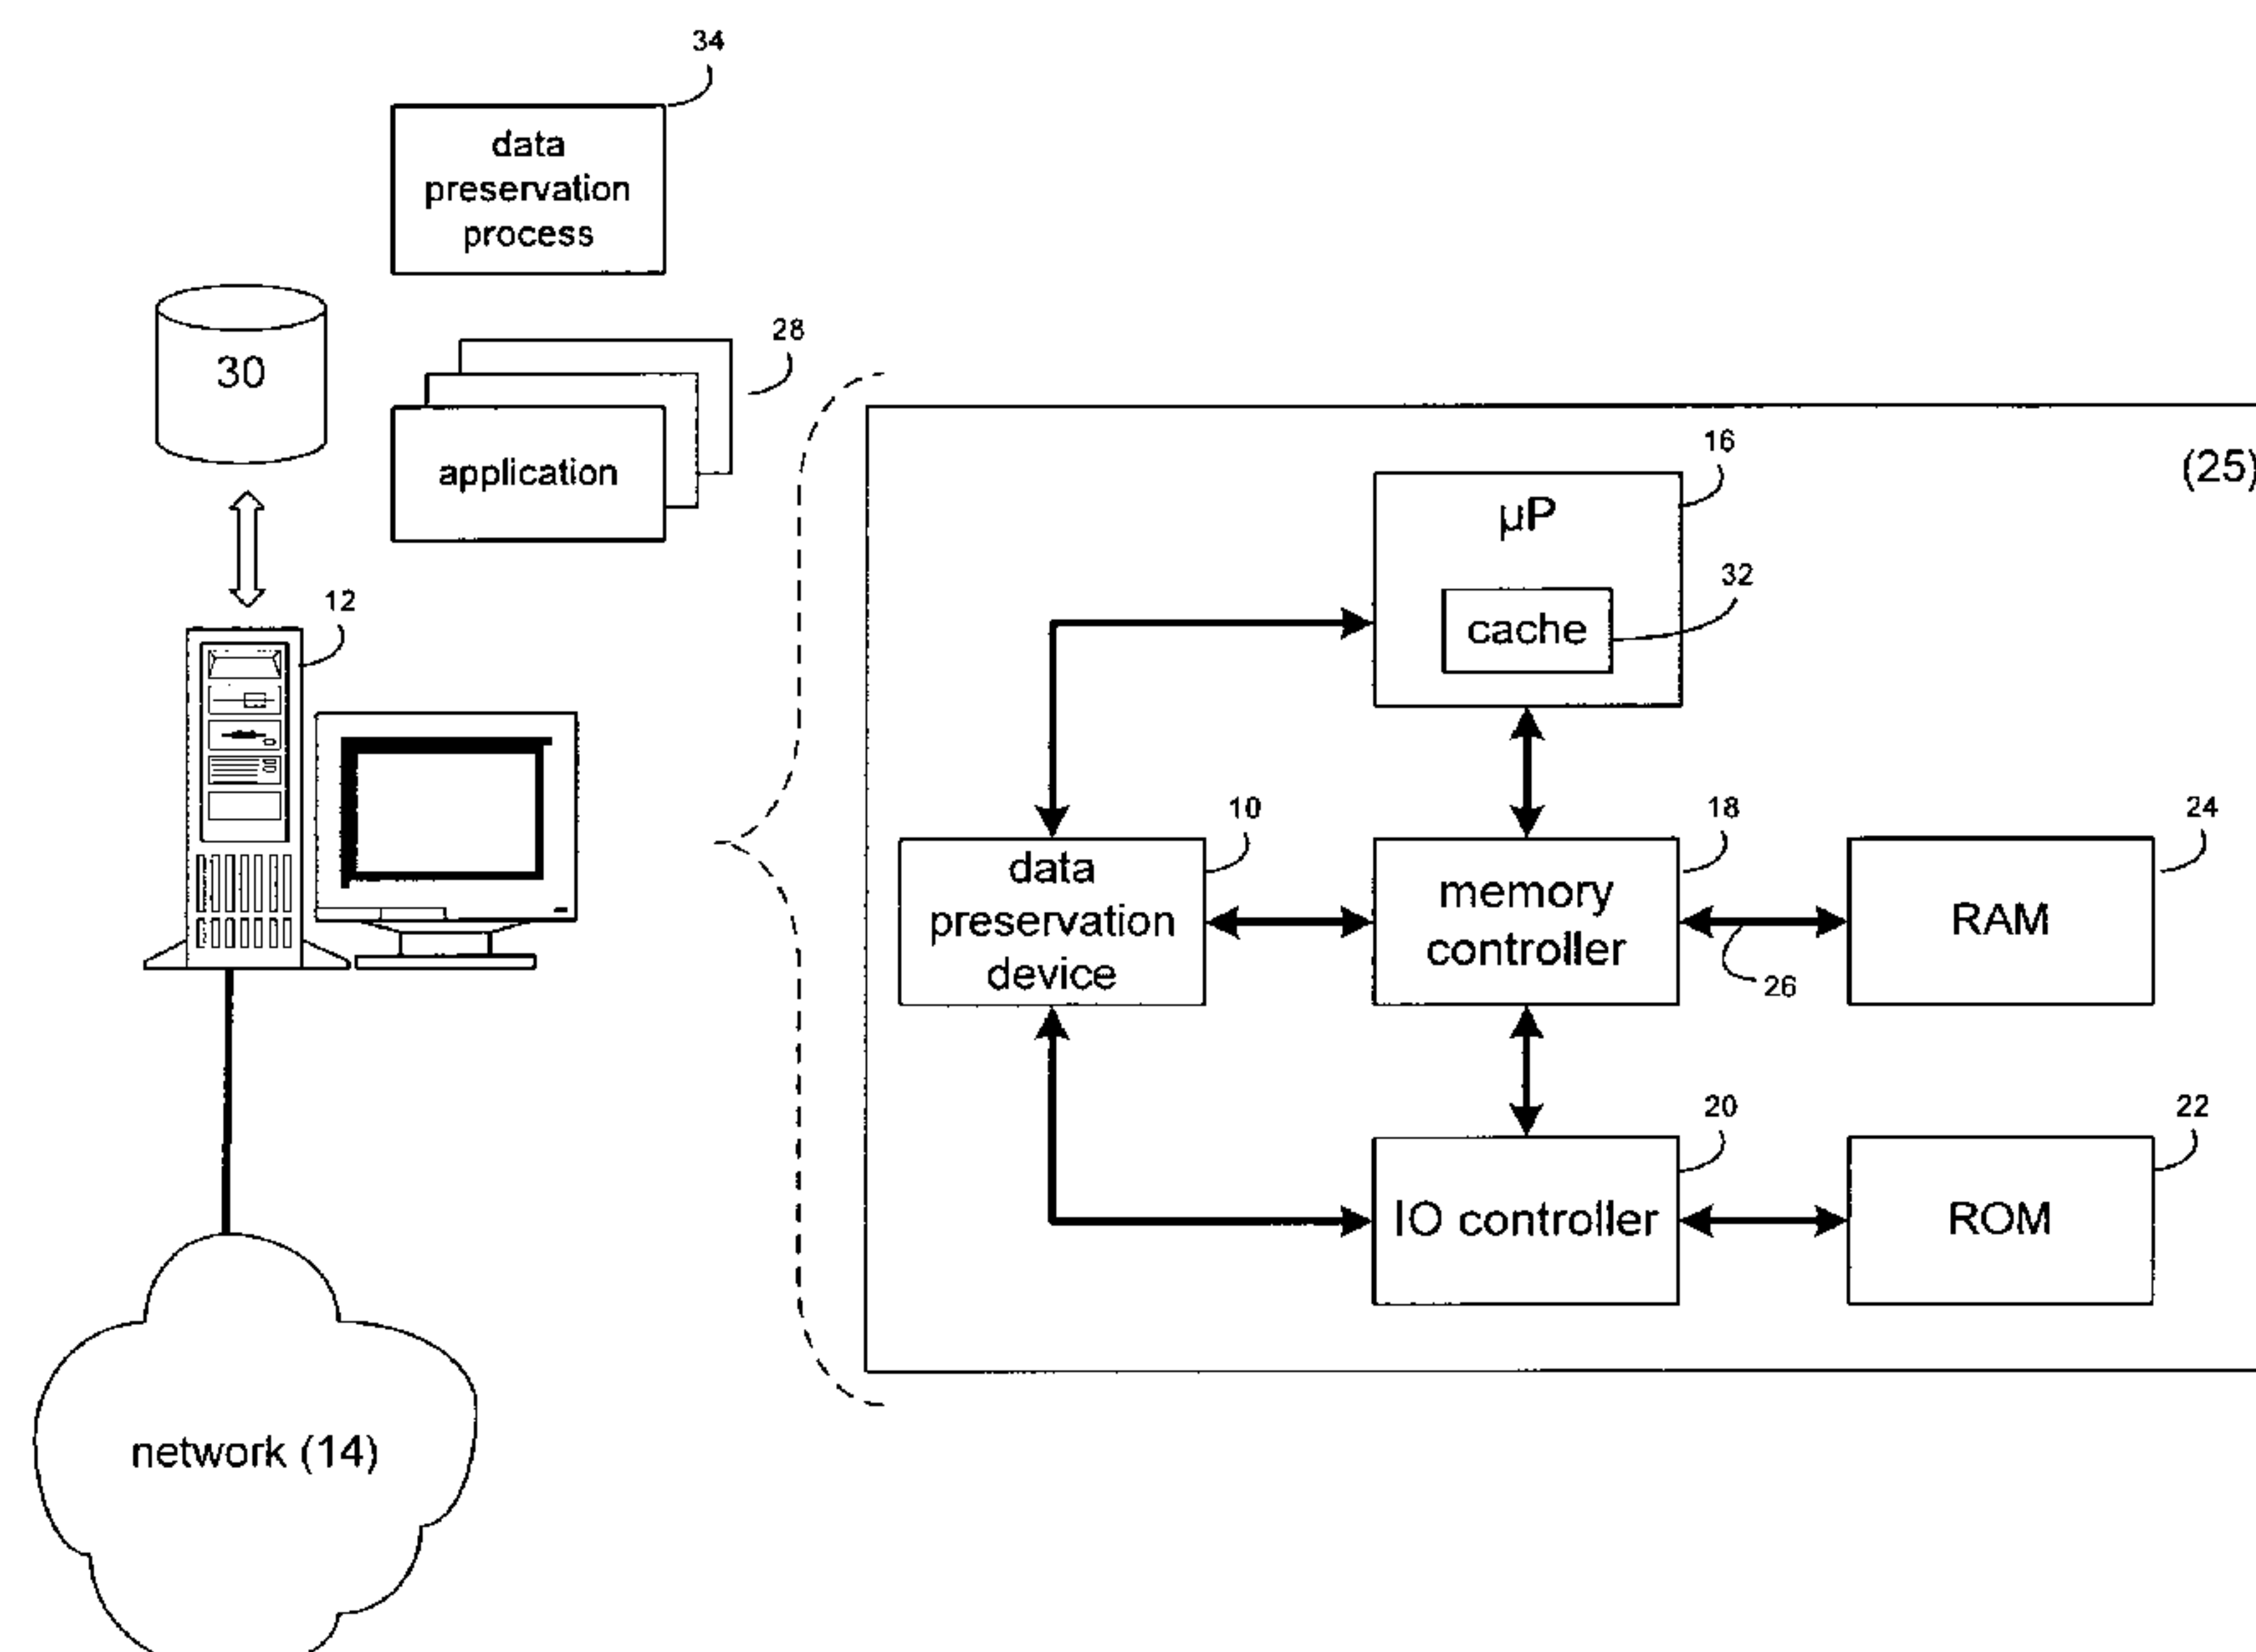 34
data
preservation
process
30
28
application
12
network (14)
(25)
16
µP
32
cache
10
data
preservation
device
18
memory
controller
26
24
RAM
20
IO controller
22
ROM